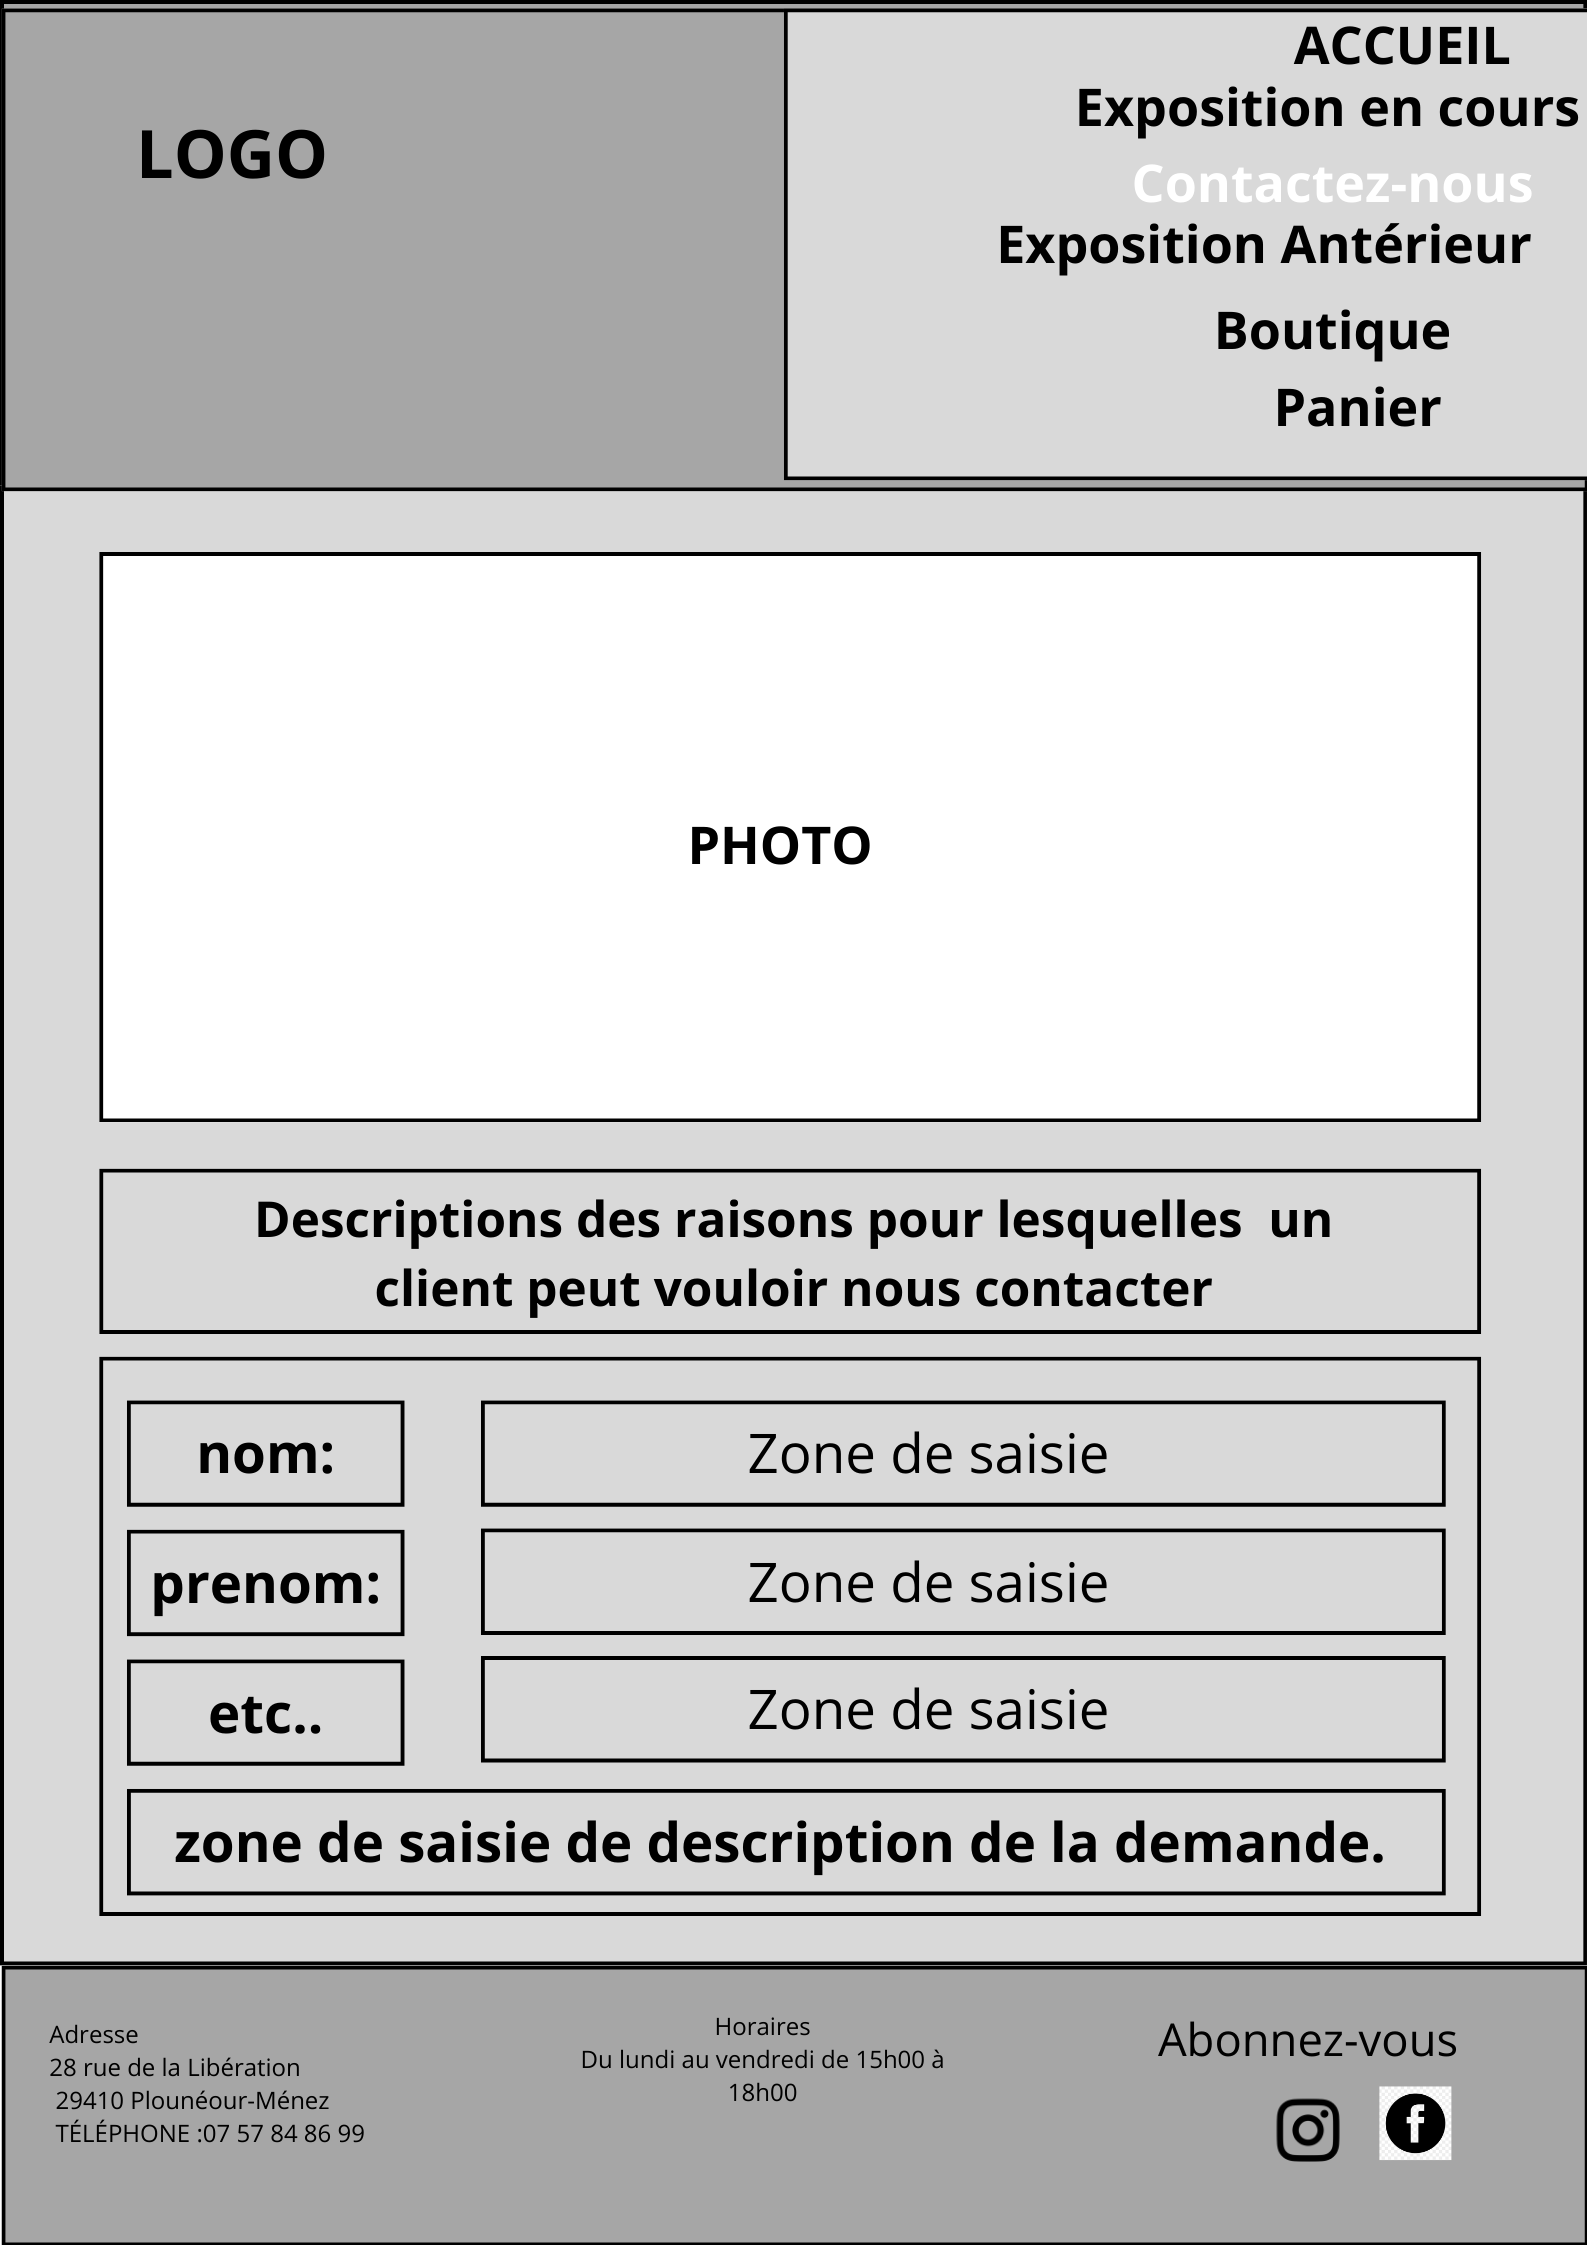 LOGO
ACCUEIL
Exposition en cours
Contactez-nous
Exposition Antérieur
Boutique
Panier
PHOTO
Descriptions des raisons pour lesquelles  un
client peut vouloir nous contacter
nom:
Zone de saisie
prenom:
Zone de saisie
etc..
Zone de saisie
zone de saisie de description de la demande.
Adresse
28 rue de la Libération
29410 Plounéour-Ménez
TÉLÉPHONE :07 57 84 86 99
Horaires
Du lundi au vendredi de 15h00 à
18h00
Abonnez-vous